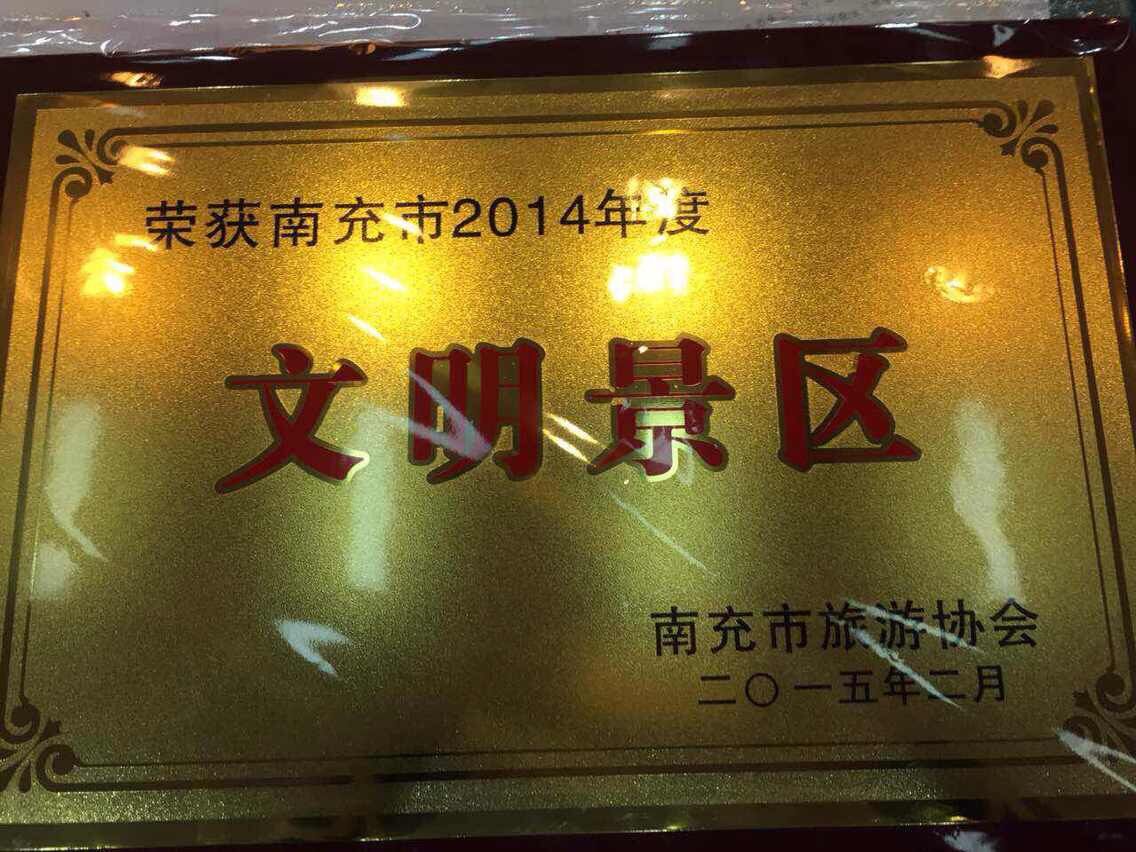 荣获南充市2014年度
文明景区
南充市旅游协会
二〇一五年二月